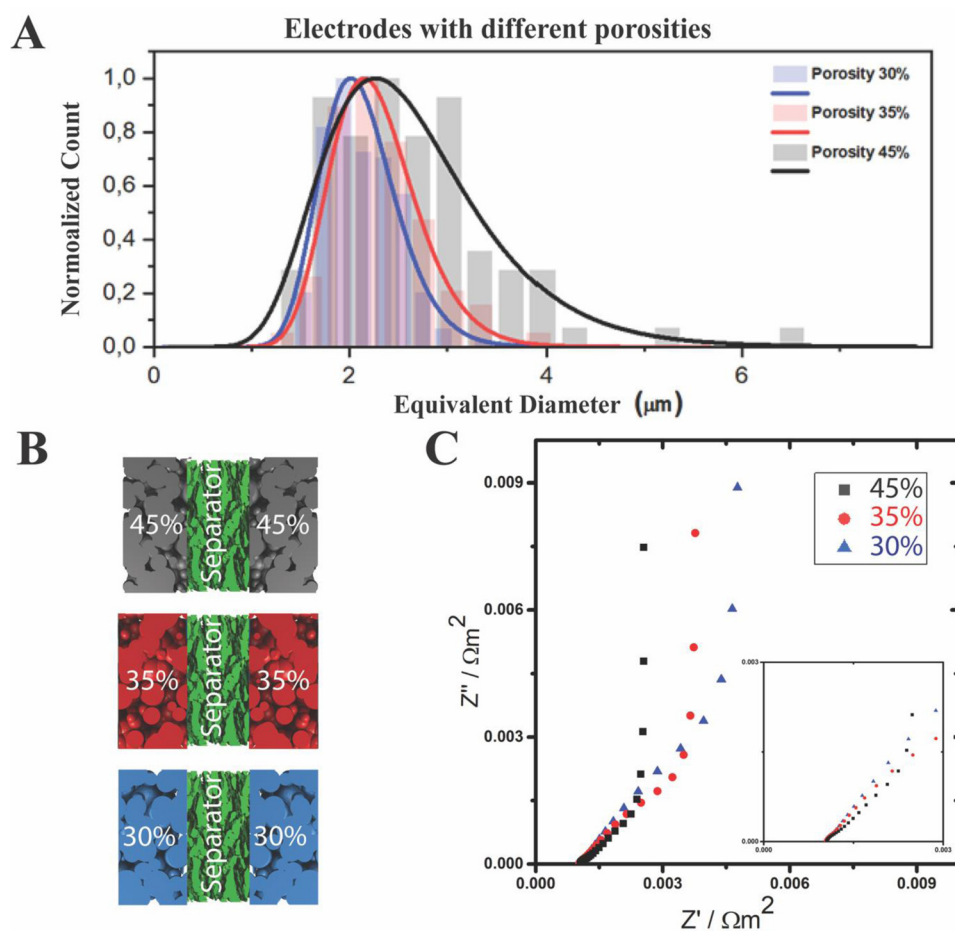 A
Electrodes with different porosities
Normoalized Count
1,0
0,8
0,6
0,4
0,2
0,0
0
2
4
6
Equivalent Diameter (μm)
Porosity 30%
Porosity 35%
Porosity 45%
B
45% Separator 45%
35% Separator 35%
30% Separator 30%
C
Z" / Ωm²
0.009
0.006
0.003
0.000
0.000 0.003 0.006 0.009
Z' / Ωm²
45%
35%
30%
0.003
0.000
0.000 0.003